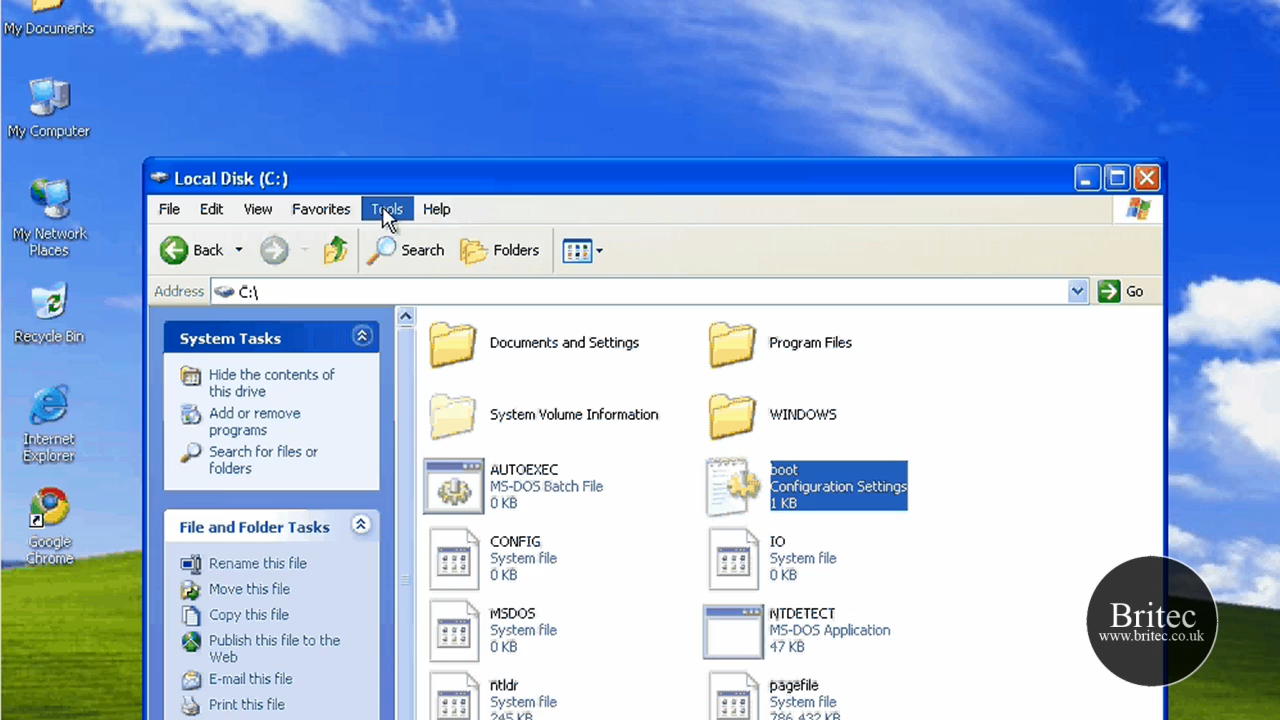 My Documents
My Computer
My Network
Places
Recycle Bin
Internet
Explorer
Google
Chrome
Local Disk (C:)
File Edit View Favorites Tools Help
Back Search Folders
Address C:\ Go
System Tasks
Hide the contents of
this drive
Add or remove
programs
Search for files or
folders
File and Folder Tasks
Rename this file
Move this file
Copy this file
Publish this file to the
Web
E-mail this file
Print this file
Documents and Settings
Program Files
System Volume Information
WINDOWS
AUTOEXEC
MS-DOS Batch File
0 KB
boot
Configuration Settings
1 KB
CONFIG
System file
0 KB
IO
System file
0 KB
MSDOS
System file
0 KB
NTDETECT
MS-DOS Application
47 KB
ntldr
System file
245 KB
pagefile
System file
786,432 KB
Britec
www.britec.co.uk